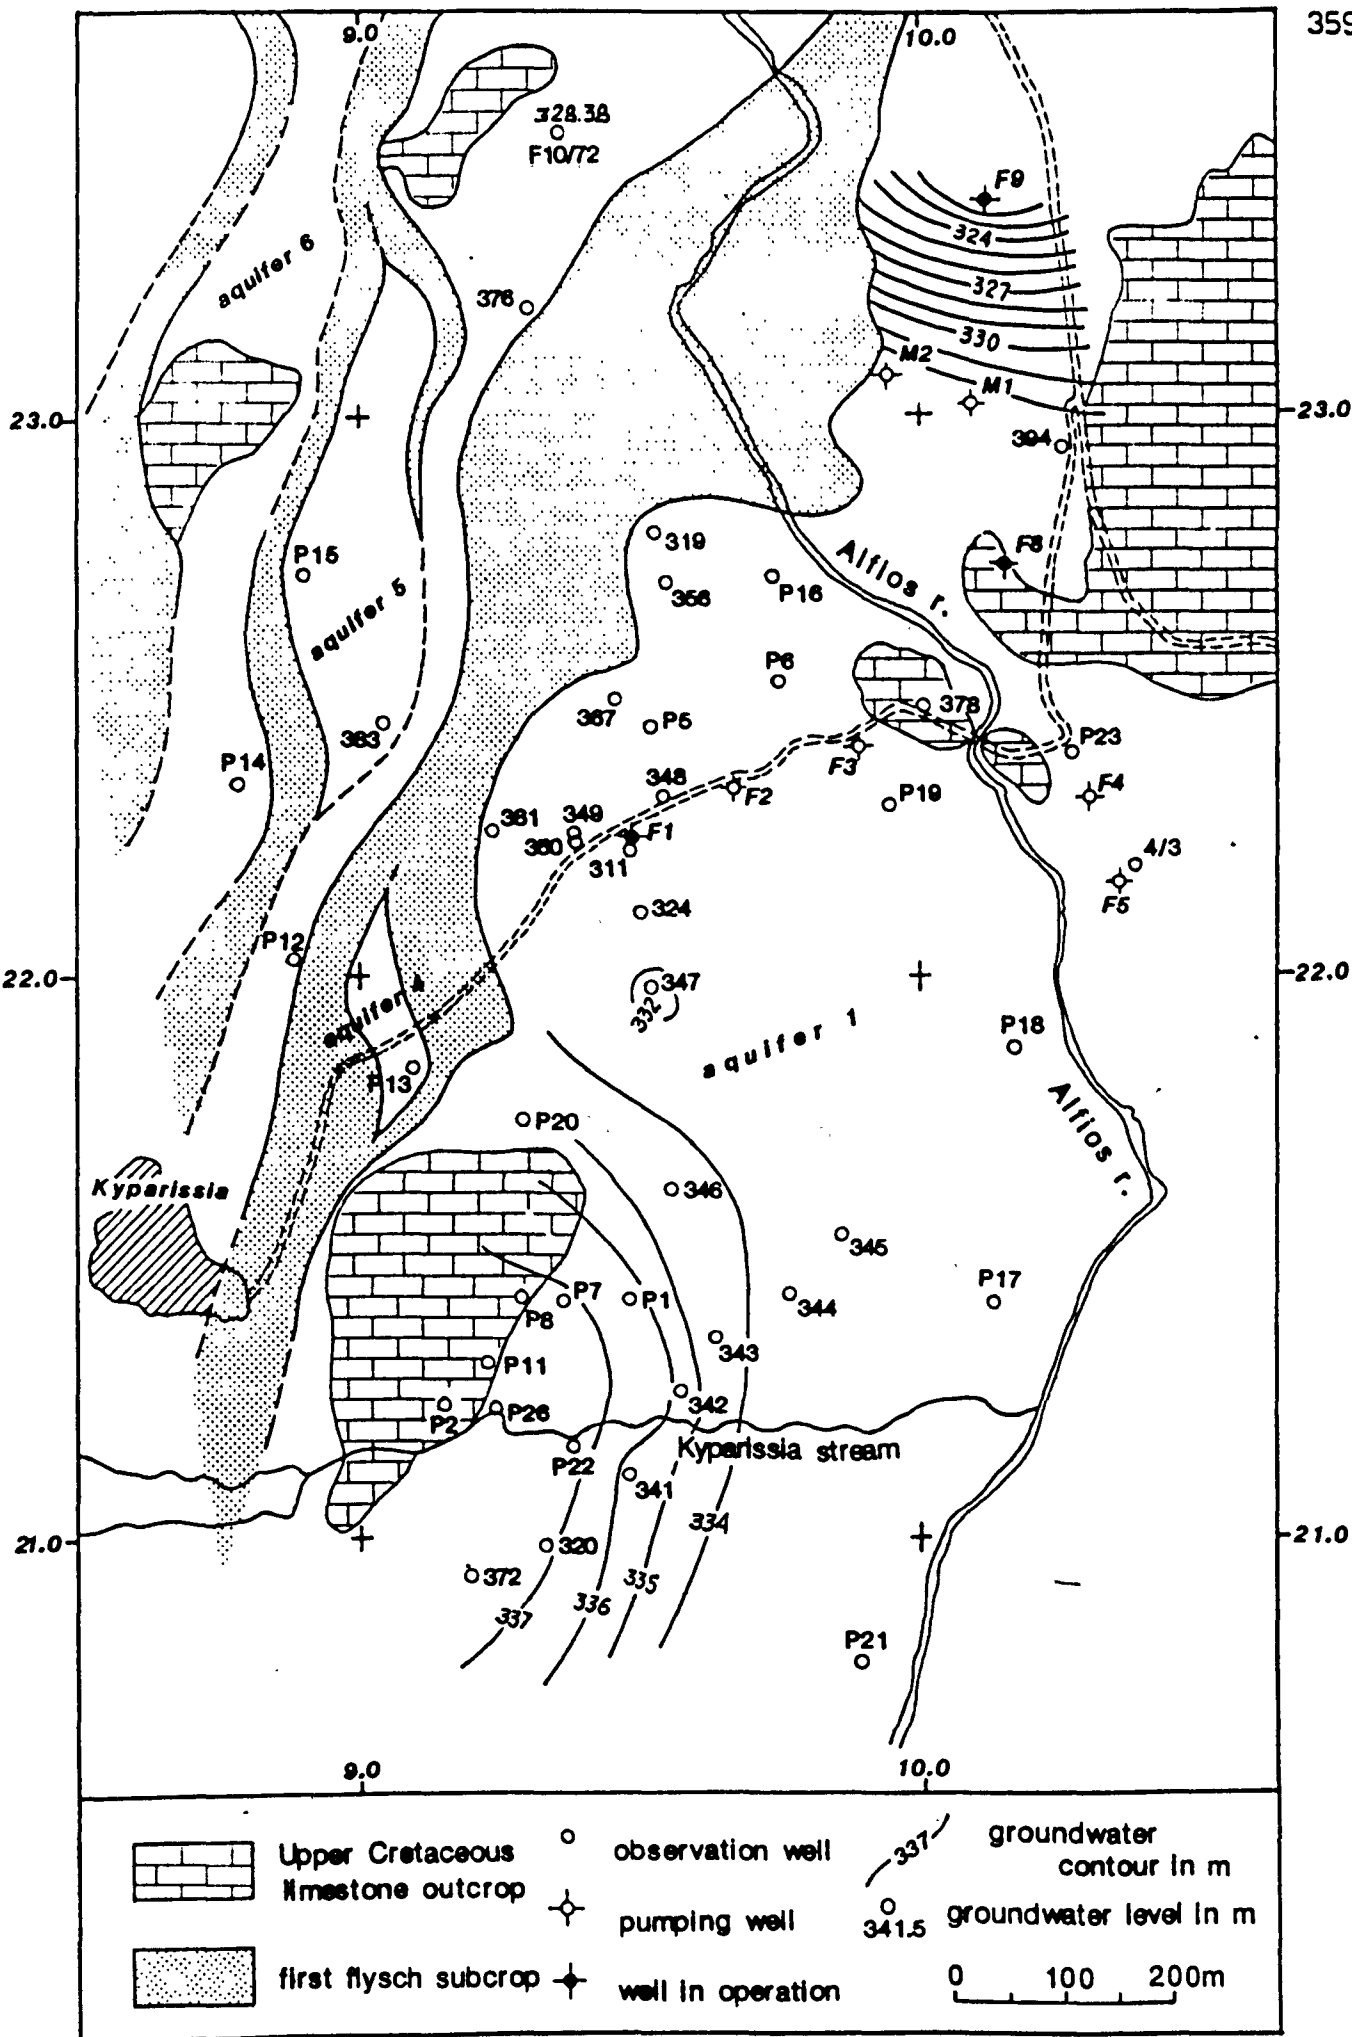 359
9.0
10.0
328.38
F10/72
F9
324
aquifer 6
376
327
330
M2
M1
23.0
23.0
394
319
P15
F8
356
P16
Alfios r.
aquifer 5
P6
367
P5
378
383
P23
P14
F3
348
F2
F4
P19
361
349
360
F1
311
4/3
F5
324
P12
22.0
22.0
347
332
aquifer 4
aquifer 1
P18
P13
Alfios r.
P20
Kyparissia
346
345
P7
P1
P8
344
P17
343
P11
342
P2
P26
Kyparissia stream
P22
341
334
21.0
21.0
320
372
335
336
337
P21
9.0
10.0
Upper Cretaceous
limestone outcrop
observation well
337
groundwater
contour in m
pumping well
341.5
groundwater level in m
first flysch subcrop
well in operation
0 100 200m